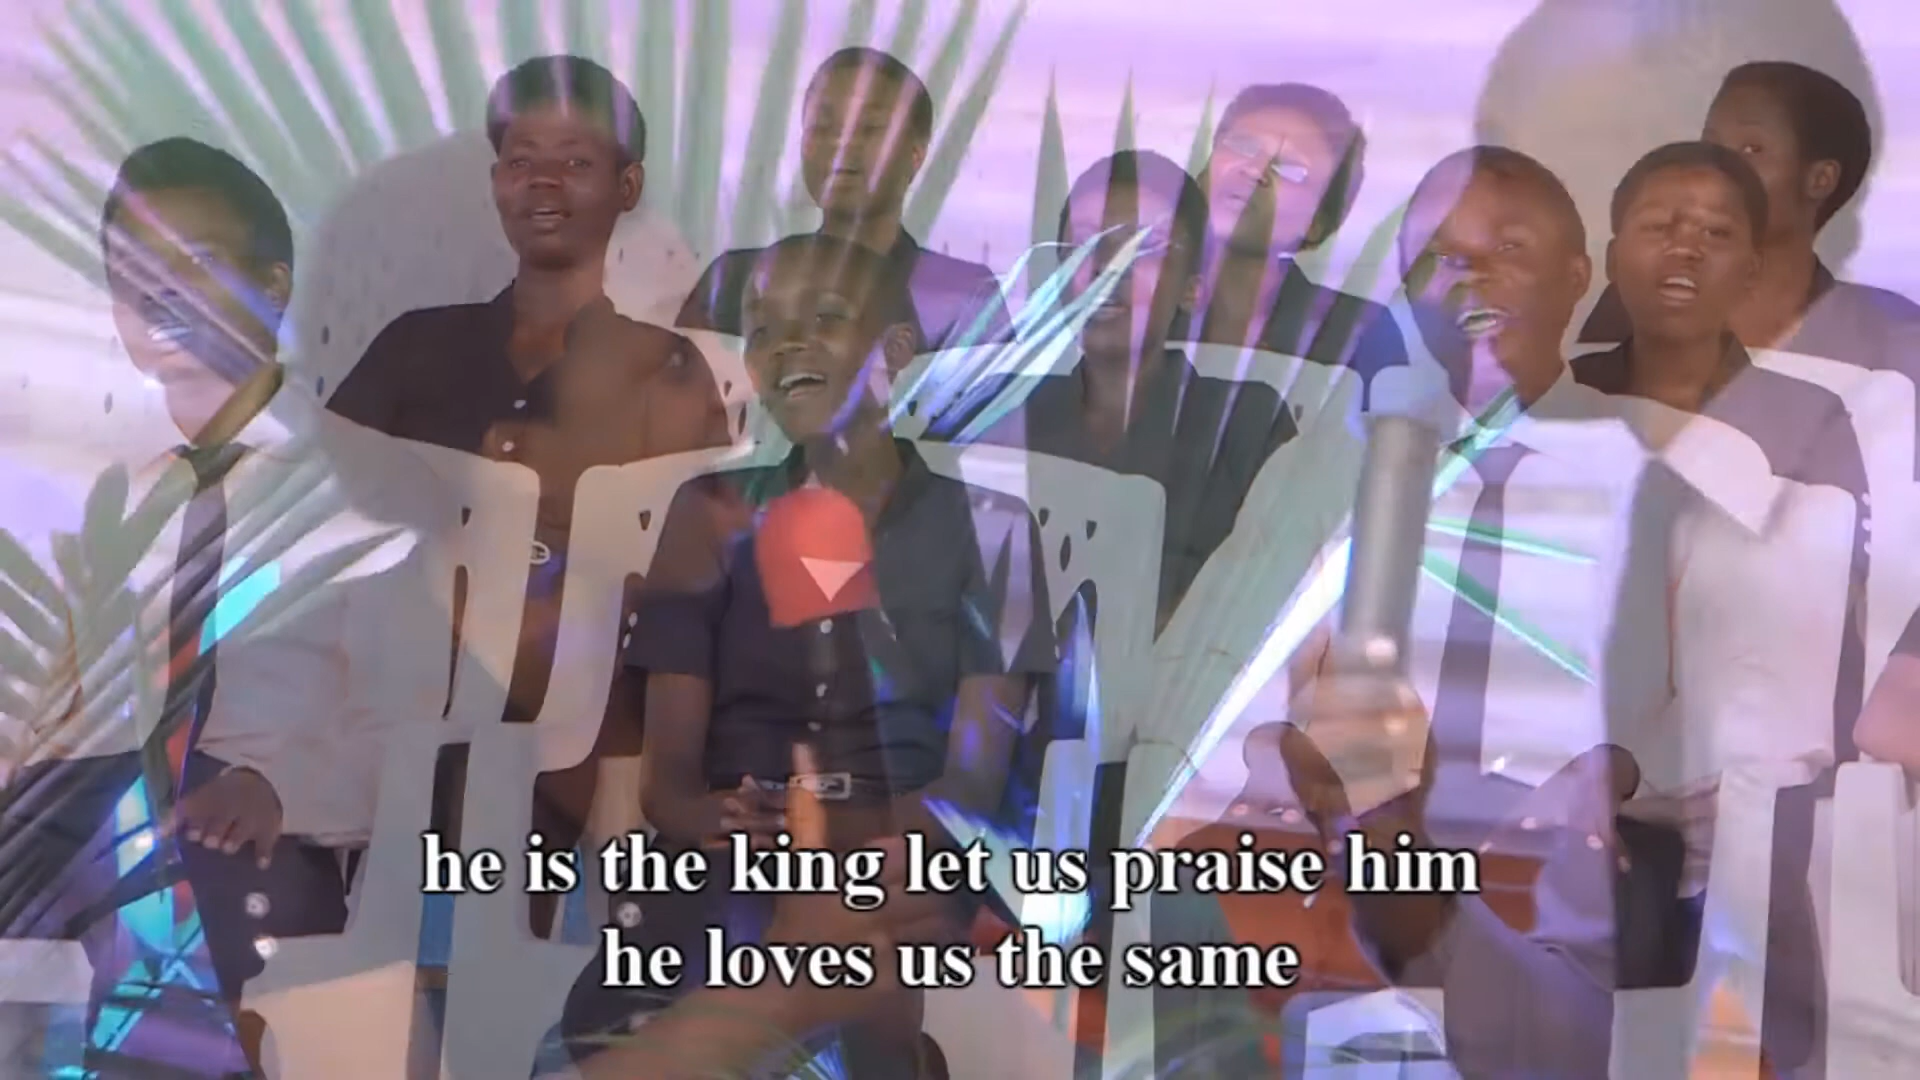 he is the king let us praise him
he loves us the same